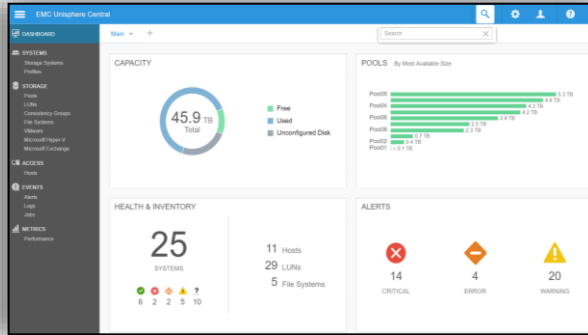 EMC Unisphere Central
DASHBOARD
SYSTEMS
Storage Systems
Profiles
STORAGE
Pools
LUNs
Consistency Groups
File Systems
VMware
Microsoft Hyper-V
Microsoft Exchange
ACCESS
Hosts
EVENTS
Alerts
Logs
Jobs
METRICS
Performance
Main
Search
CAPACITY
45.9 TB
Total
Free
Used
Unconfigured Disk
POOLS By Most Available Size
Pool05 5.3 TB
4.8 TB
Pool04 4.3 TB
4.2 TB
Pool06 3.4 TB
2.5 TB
Pool08 2.3 TB
0.7 TB
Pool02 0.4 TB
Pool01 < 0.1 TB
HEALTH & INVENTORY
25
SYSTEMS
6 2 2 5 10
11 Hosts
29 LUNs
5 File Systems
ALERTS
14 4 20
CRITICAL ERROR WARNING